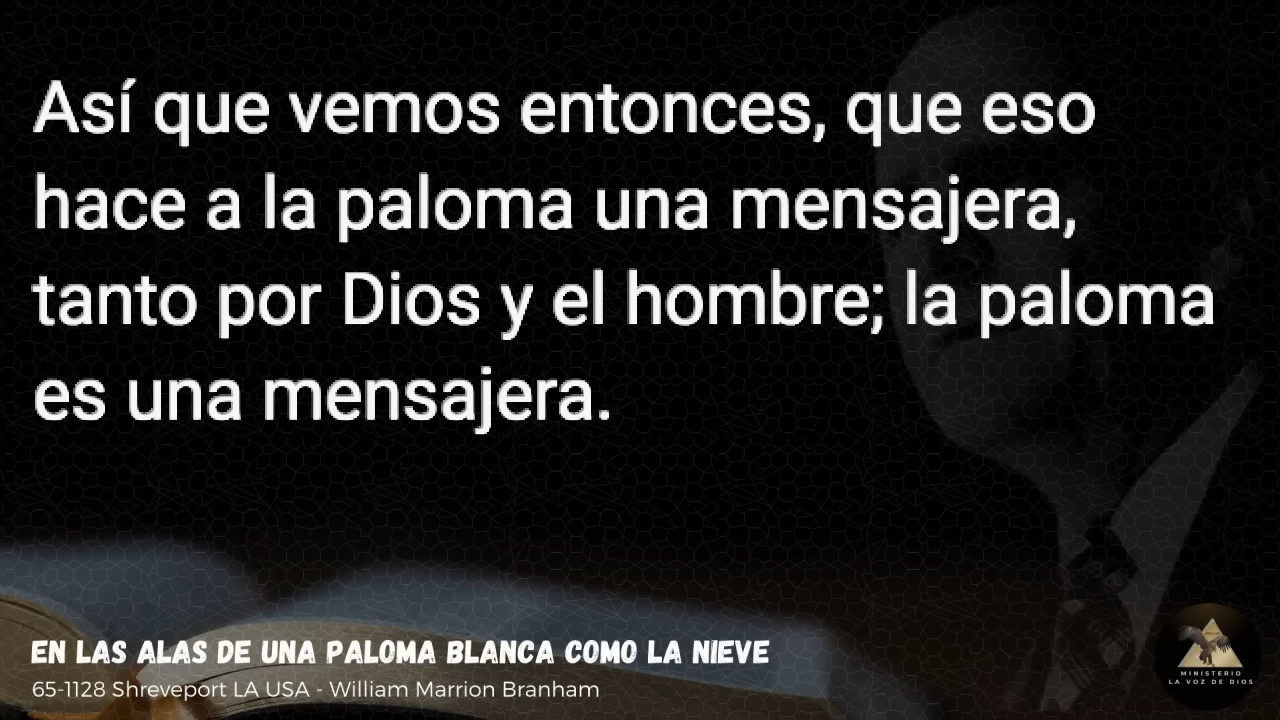 Así que vemos entonces, que eso
hace a la paloma una mensajera,
tanto por Dios y el hombre; la paloma
es una mensajera.
EN LAS ALAS DE UNA PALOMA BLANCA COMO LA NIEVE
65-1128 Shreveport LA USA - William Marrion Branham
MINISTERIO
LA VOZ DE DIOS